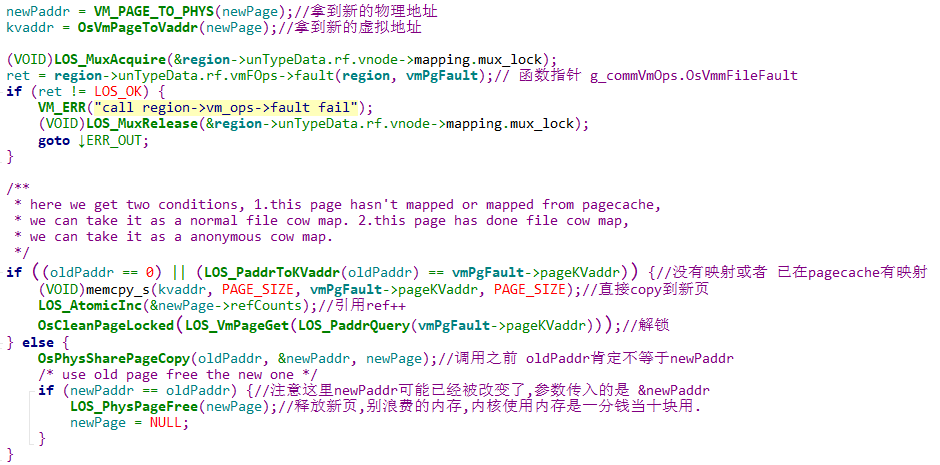 newPaddr = VM_PAGE_TO_PHYS(newPage);//拿到新的物理地址
kvaddr = OsVmPageToVaddr(newPage);//拿到新的虚拟地址
(VOID)LOS_MuxAcquire(&region->unTypeData.rf.vnode->mapping.mux_lock);
ret = region->unTypeData.rf.vmFOps->fault(region, vmPgFault);// 函数指针 g_commVmOps.OsVmmFileFault
if (ret != LOS_OK) {
VM_ERR("call region->vm_ops->fault fail");
(VOID)LOS_MuxRelease(&region->unTypeData.rf.vnode->mapping.mux_lock);
goto ↓ERR_OUT;
}
/**
* here we get two conditions, 1.this page hasn't mapped or mapped from pagecache,
* we can take it as a normal file cow map. 2.this page has done file cow map,
* we can take it as a anonymous cow map.
*/
if ((oldPaddr == 0) || (LOS_PaddrToKVaddr(oldPaddr) == vmPgFault->pageKVaddr)) {//没有映射或者 已在pagecache有映射
(VOID)memcpy_s(kvaddr, PAGE_SIZE, vmPgFault->pageKVaddr, PAGE_SIZE);//直接copy到新页
LOS_AtomicInc(&newPage->refCounts);//引用ref++
OsCleanPageLocked(LOS_VmPageGet(LOS_PaddrQuery(vmPgFault->pageKVaddr)));//解锁
} else {
OsPhysSharePageCopy(oldPaddr, &newPaddr, newPage);//调用之前 oldPaddr肯定不等于newPaddr
/* use old page free the new one */
if (newPaddr == oldPaddr) {//注意这里newPaddr可能已经被改变了,参数传入的是 &newPaddr
LOS_PhysPageFree(newPage);//释放新页,别浪费的内存,内核使用内存是一分钱当十块用.
newPage = NULL;
}
}